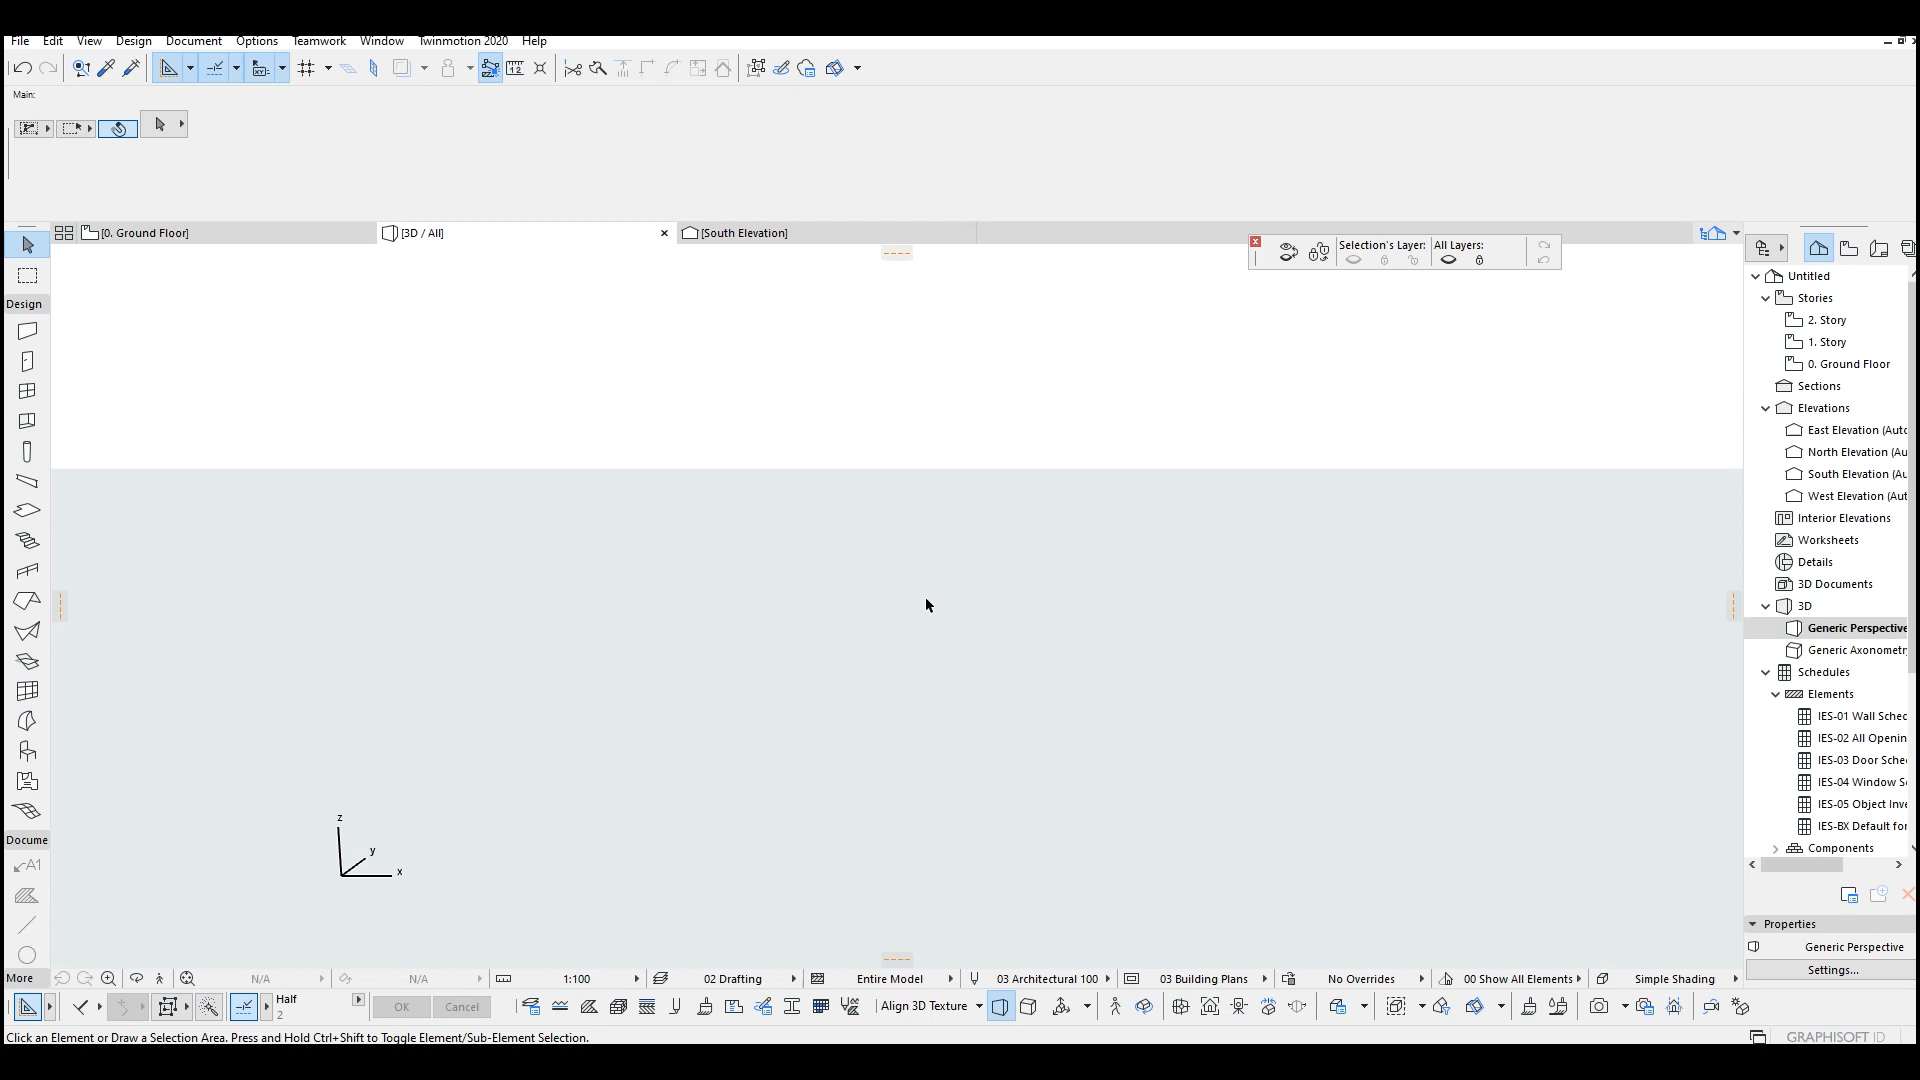 File Edit View Design Document Options Teamwork Window Twinmotion 2020 Help
Main:
[0. Ground Floor] [3D / All] [South Elevation]
Selection's Layer: All Layers:
Design
Docume
A1
More
z
y
x
Untitled
Stories
2. Story
1. Story
0. Ground Floor
Sections
Elevations
East Elevation (Auto
North Elevation (Au
South Elevation (Au
West Elevation (Aut
Interior Elevations
Worksheets
Details
3D Documents
3D
Generic Perspective
Generic Axonometr
Schedules
Elements
IES-01 Wall Sched
IES-02 All Openin
IES-03 Door Sche
IES-04 Window S
IES-05 Object Inve
IES-BX Default for
Components
Properties
Generic Perspective
Settings...
N/A N/A 1:100 02 Drafting Entire Model 03 Architectural 100 03 Building Plans No Overrides 00 Show All Elements Simple Shading
Half
2
OK Cancel Align 3D Texture
Click an Element or Draw a Selection Area. Press and Hold Ctrl+Shift to Toggle Element/Sub-Element Selection.
GRAPHISOFT ID